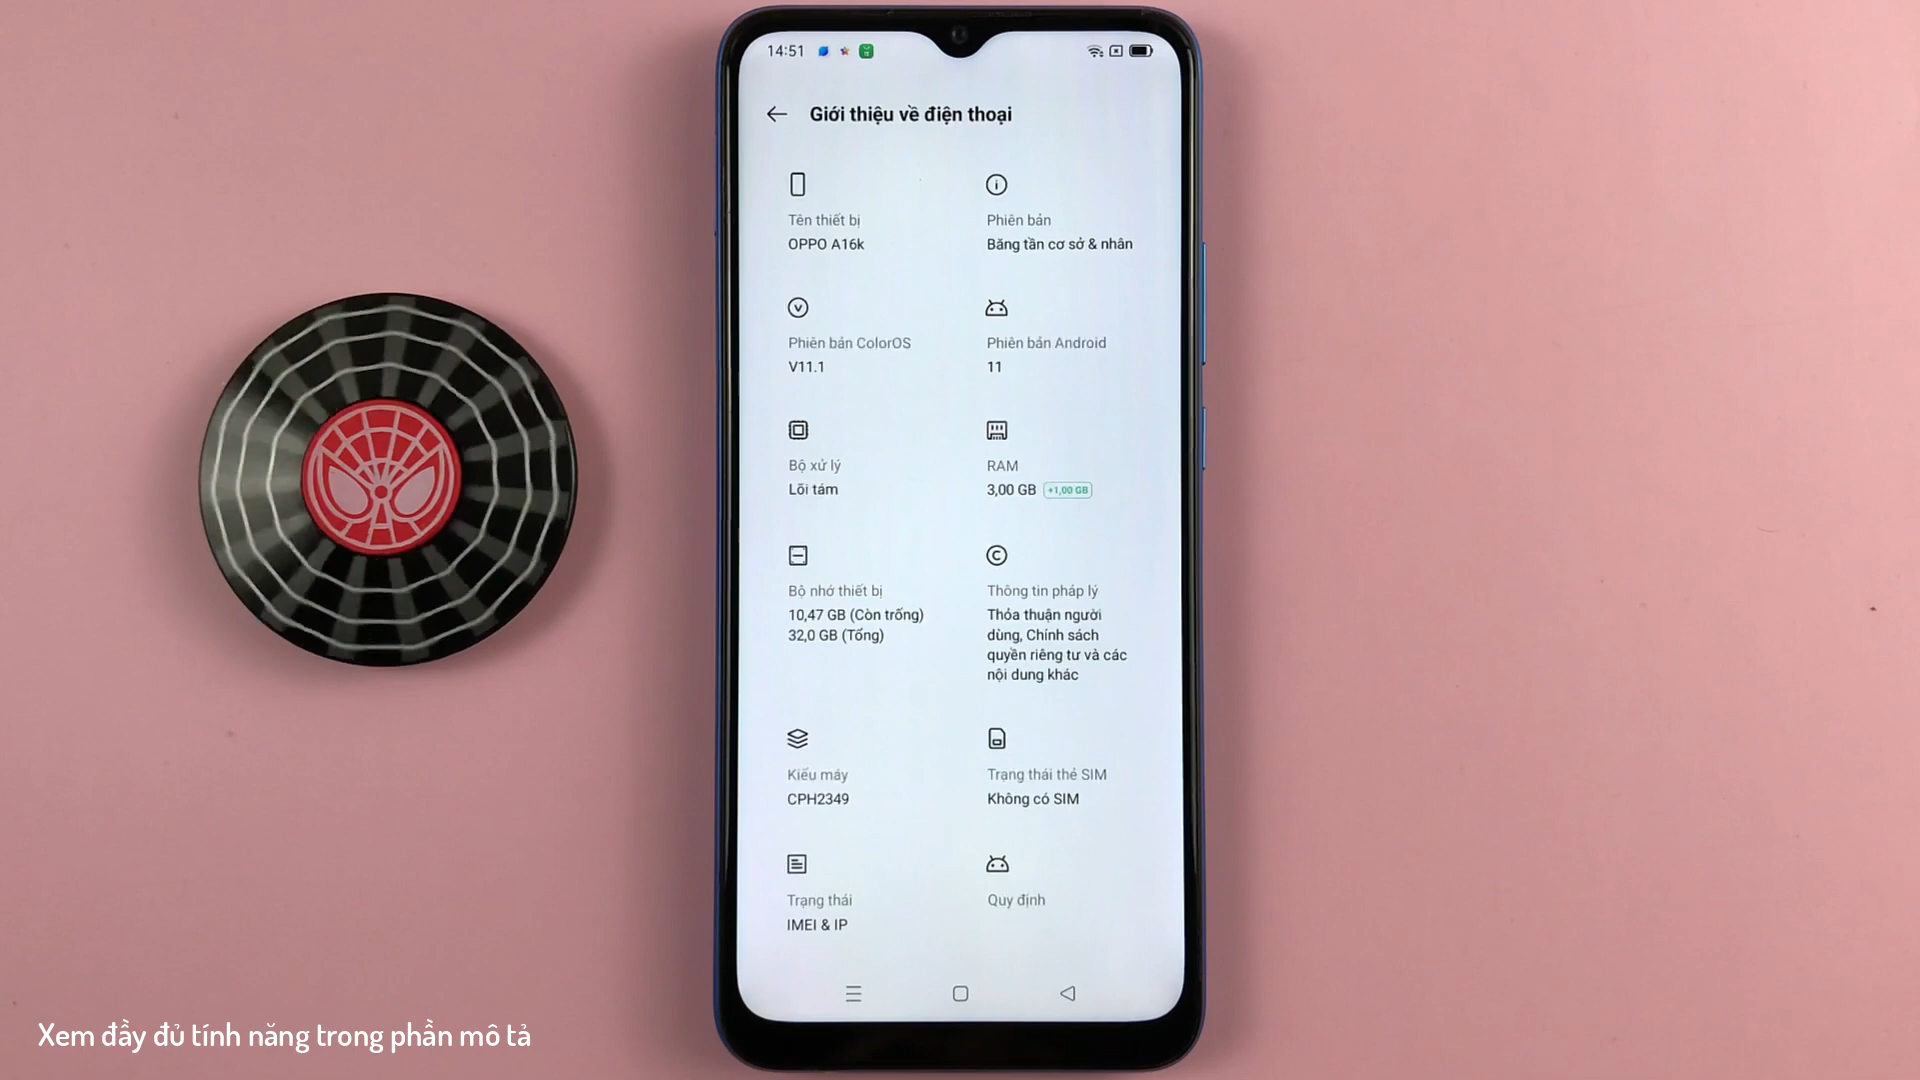 14:51
Giới thiệu về điện thoại
Tên thiết bị
OPPO A16k
Phiên bản
Băng tần cơ sở & nhân
Phiên bản ColorOS
V11.1
Phiên bản Android
11
Bộ xử lý
Lõi tám
RAM
3,00 GB +1,00 GB
Bộ nhớ thiết bị
10,47 GB (Còn trống)
32,0 GB (Tổng)
Thông tin pháp lý
Thỏa thuận người
dùng, Chính sách
quyền riêng tư và các
nội dung khác
Kiểu máy
CPH2349
Trạng thái thẻ SIM
Không có SIM
Trạng thái
IMEI & IP
Quy định
Xem đầy đủ tính năng trong phần mô tả